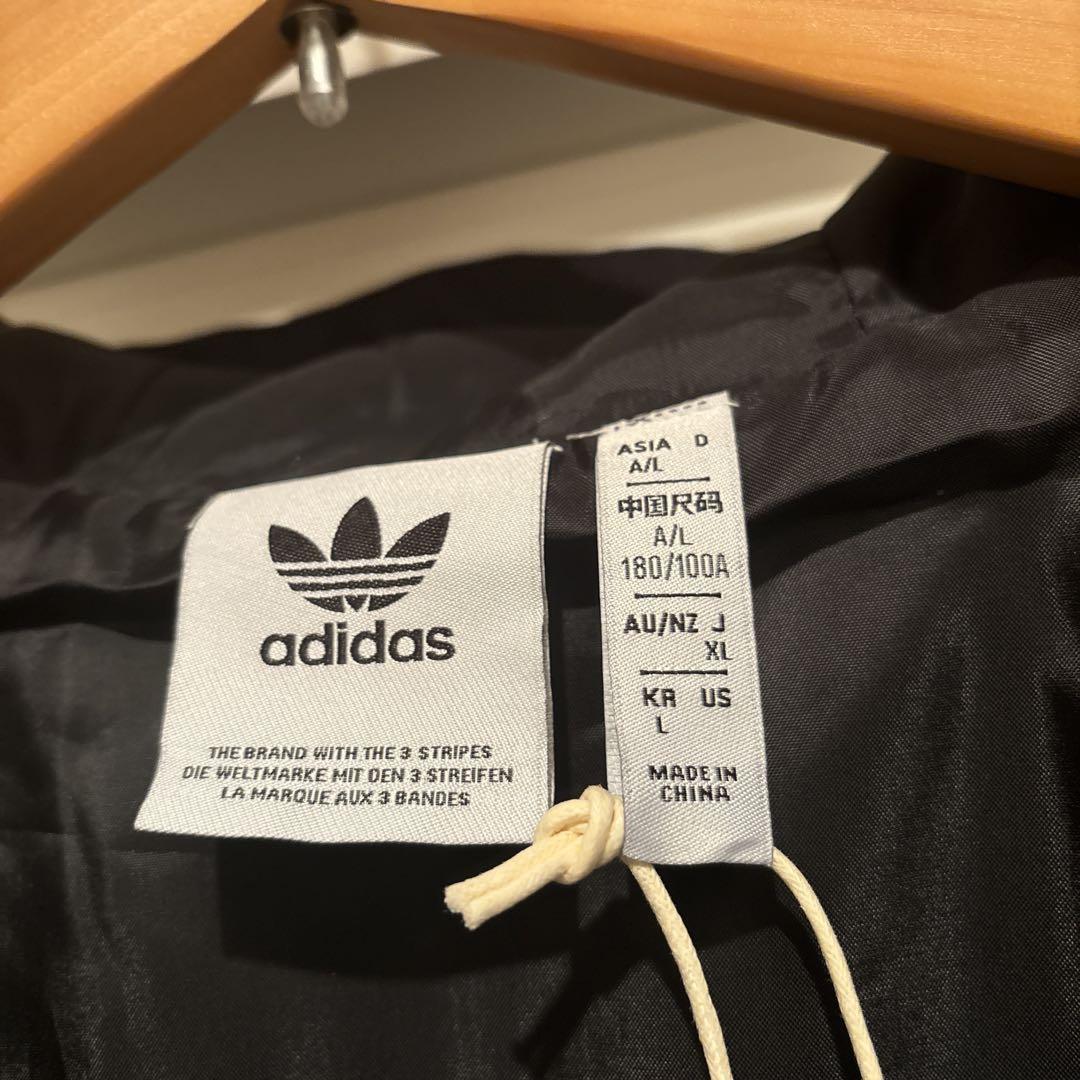 adidas
THE BRAND WITH THE 3 STRIPES
DIE WELTMARKE MIT DEN 3 STREIFEN
LA MARQUE AUX 3 BANDES
ASIA D
A/L
中国尺码
A/L
180/100A
AU/NZ J
XL
KR US
L
MADE IN
CHINA